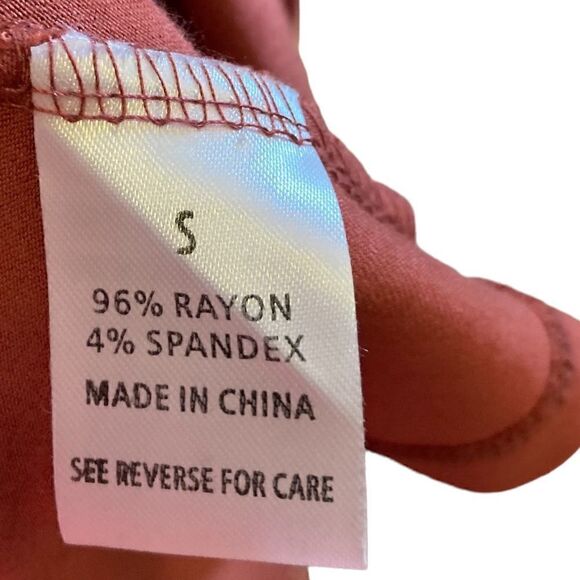 S
96% RAYON
4% SPANDEX
MADE IN CHINA
SEE REVERSE FOR CARE